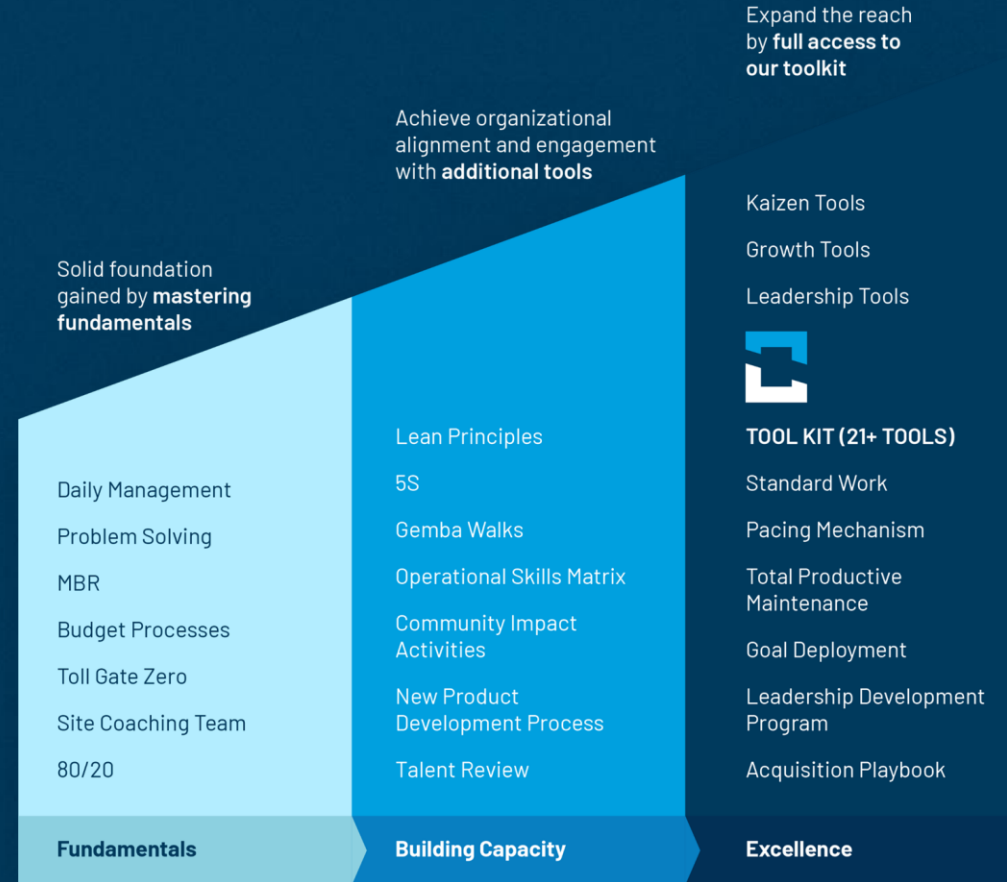 Solid foundation
gained by mastering
fundamentals
Daily Management
Problem Solving
MBR
Budget Processes
Toll Gate Zero
Site Coaching Team
80/20
Fundamentals
Achieve organizational
alignment and engagement
with additional tools
Lean Principles
5S
Gemba Walks
Operational Skills Matrix
Community Impact
Activities
New Product
Development Process
Talent Review
Building Capacity
Expand the reach
by full access to
our toolkit
Kaizen Tools
Growth Tools
Leadership Tools
TOOL KIT (21+ TOOLS)
Standard Work
Pacing Mechanism
Total Productive
Maintenance
Goal Deployment
Leadership Development
Program
Acquisition Playbook
Excellence